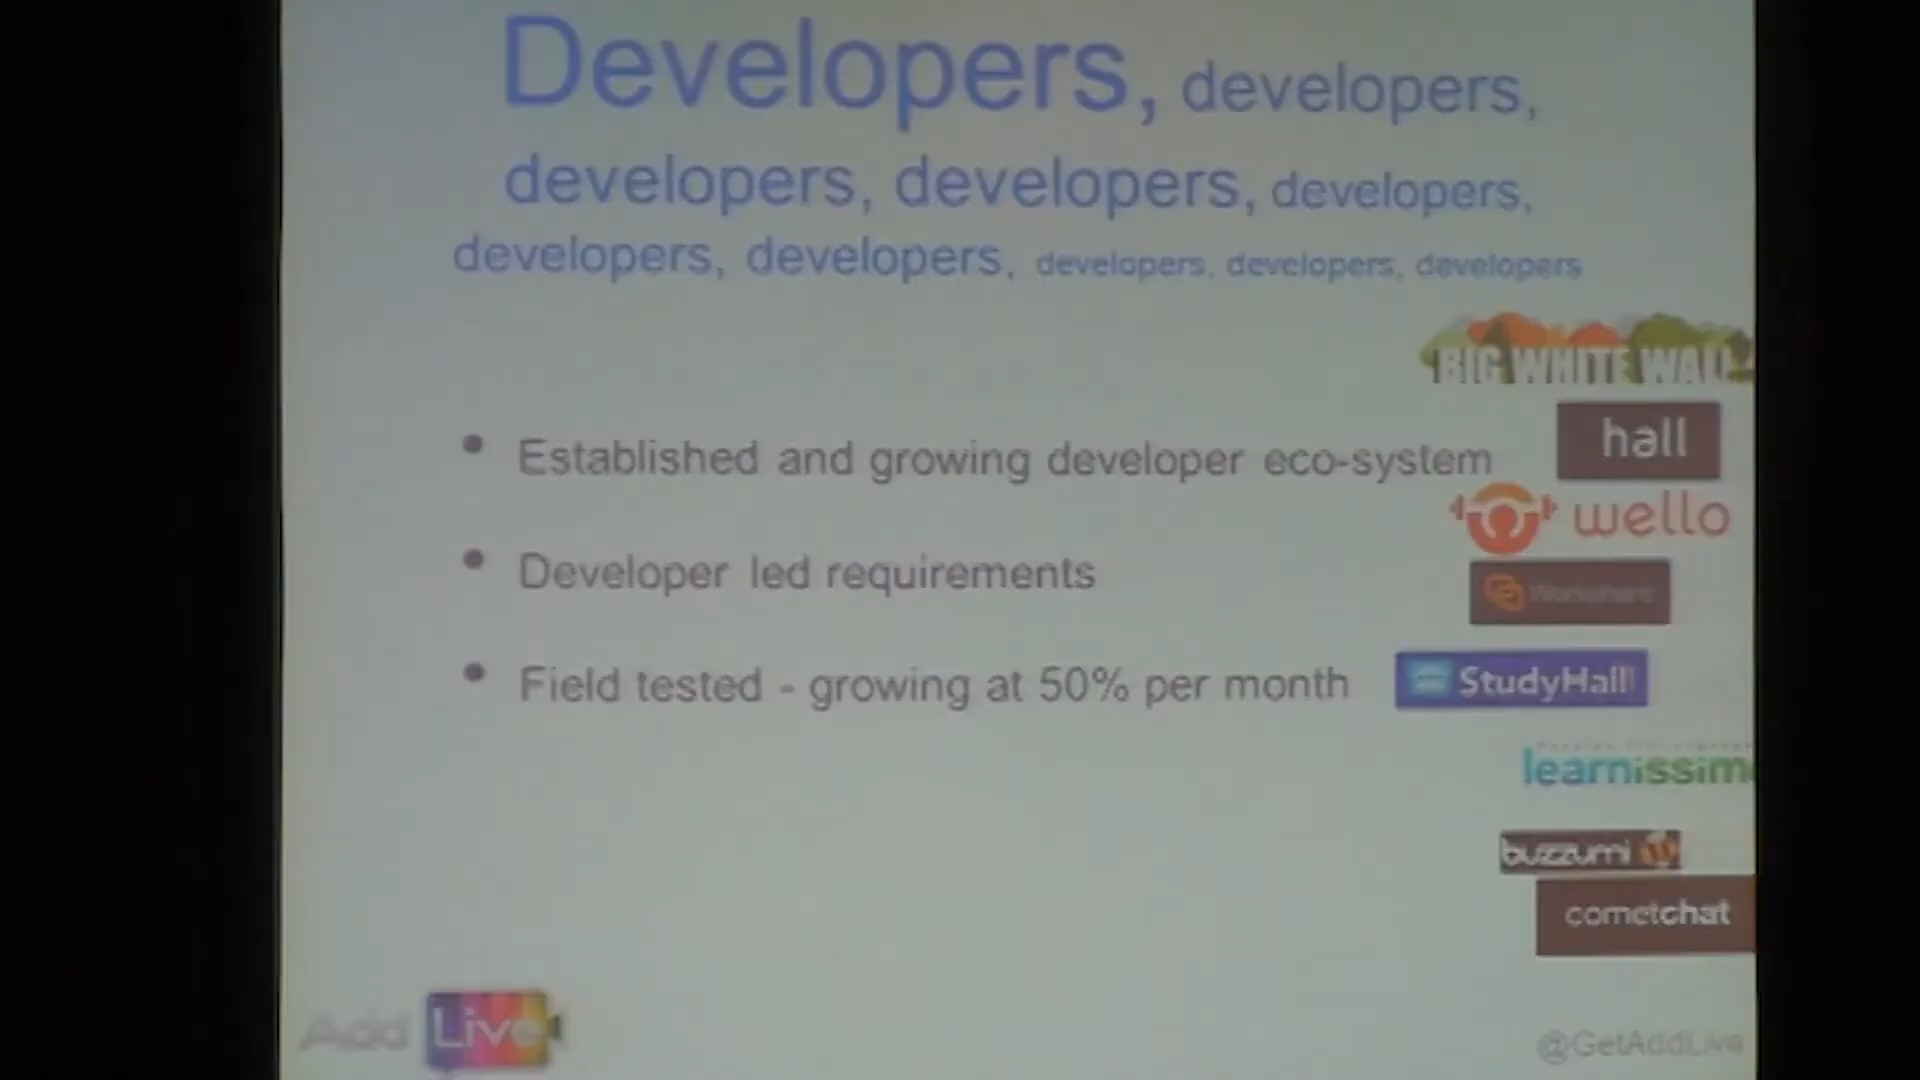 Developers, developers,
developers, developers, developers,
developers, developers, developers, developers, developers
BIG WHITE WALL
• Established and growing developer eco-system
hall
wello
• Developer led requirements
• Field tested - growing at 50% per month
StudyHall
learnissimo
buzzumi
cometchat
Add Live
@GetAddLive